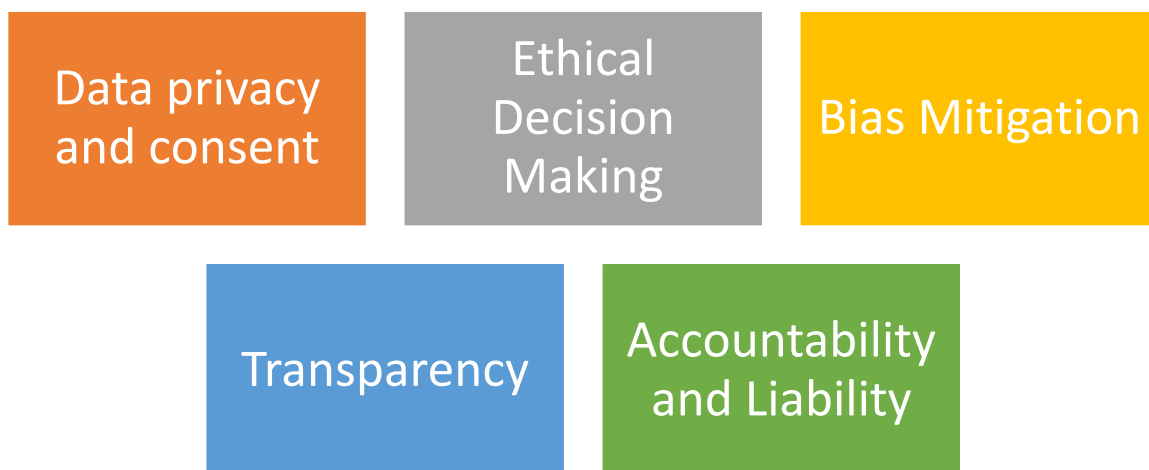 Data privacy
and consent
Ethical
Decision
Making
Bias Mitigation
Transparency
Accountability
and Liability